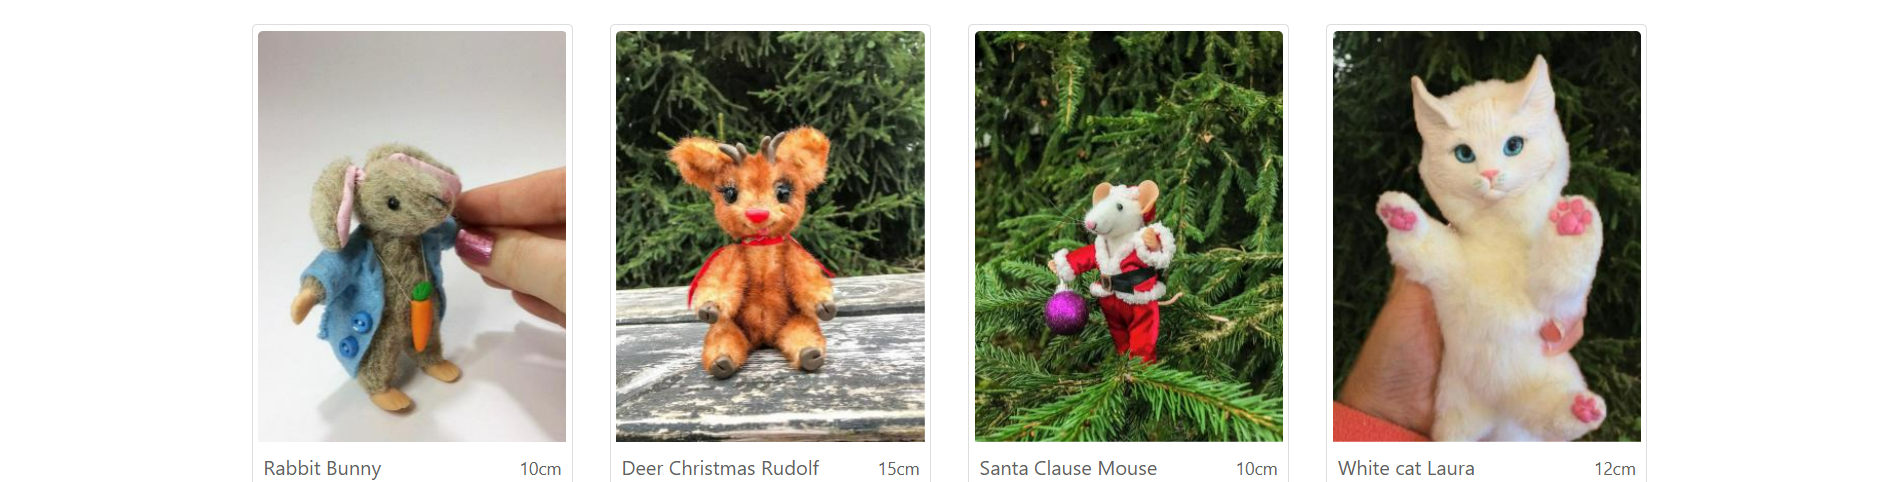 Rabbit Bunny 10cm
Deer Christmas Rudolf 15cm
Santa Clause Mouse 10cm
White cat Laura 12cm